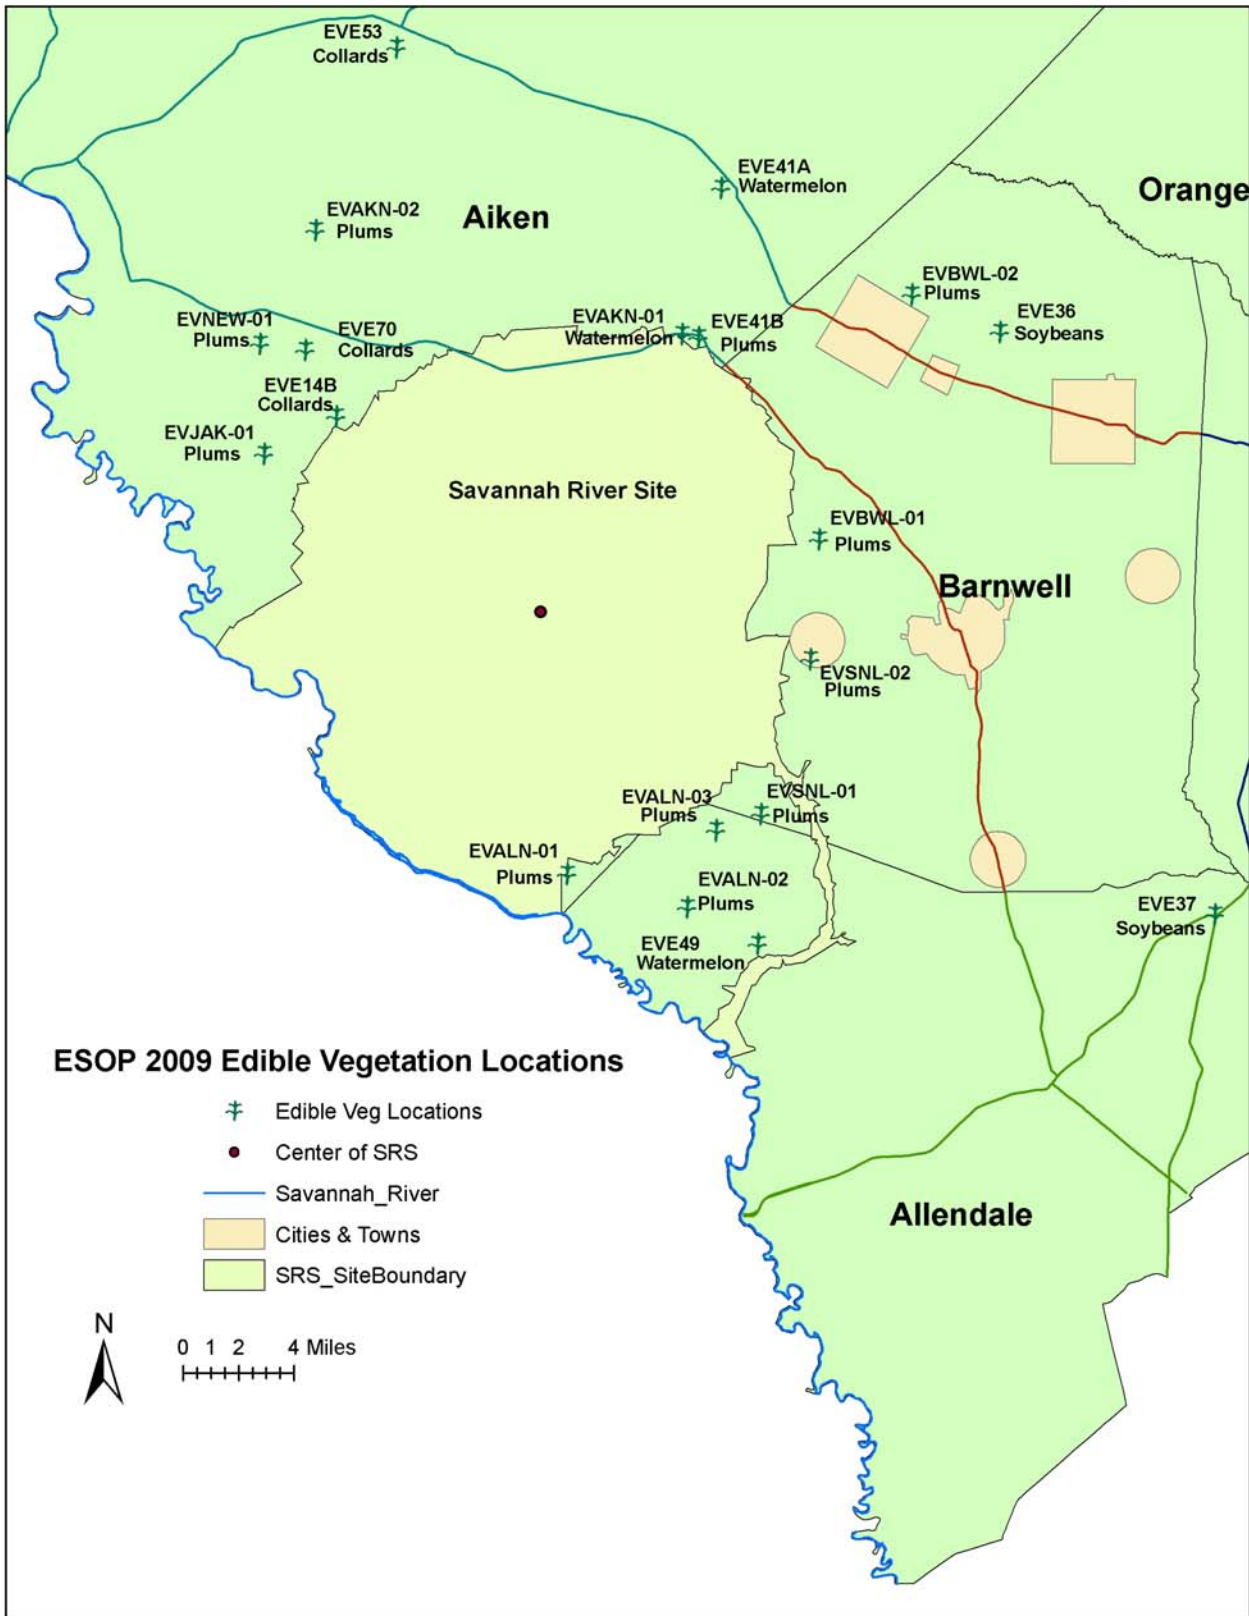 EVE53
Collards
EVE41A
Watermelon
Orange
EVAKN-02
Plums
Aiken
EVBWL-02
Plums
EVE36
Soybeans
EVNEW-01
Plums
EVE70
Collards
EVAKN-01
Watermelon
EVE41B
Plums
EVE14B
Collards
EVJAK-01
Plums
Savannah River Site
EVBWL-01
Plums
Barnwell
EVSNL-02
Plums
EVALN-03
Plums
EVSNL-01
Plums
EVALN-01
Plums
EVALN-02
Plums
EVE37
Soybeans
EVE49
Watermelon
ESOP 2009 Edible Vegetation Locations
Edible Veg Locations
Center of SRS
Savannah_River
Cities & Towns
SRS_SiteBoundary
Allendale
N
0 1 2 4 Miles